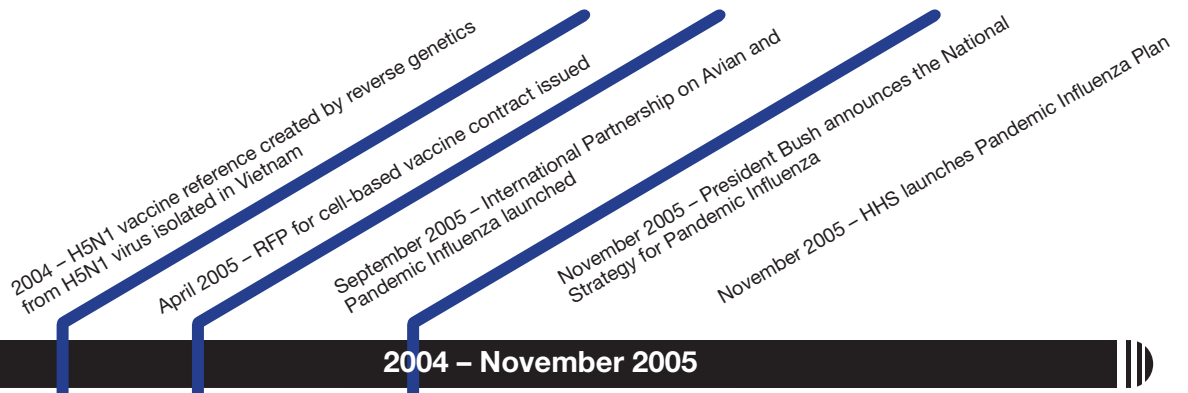 2004 – H5N1 vaccine reference created by reverse genetics
from H5N1 virus isolated in Vietnam
April 2005 – RFP for cell-based vaccine contract issued
September 2005 – International Partnership on Avian and
Pandemic Influenza launched
November 2005 – President Bush announces the National
Strategy for Pandemic Influenza
November 2005 – HHS launches Pandemic Influenza Plan
2004 – November 2005